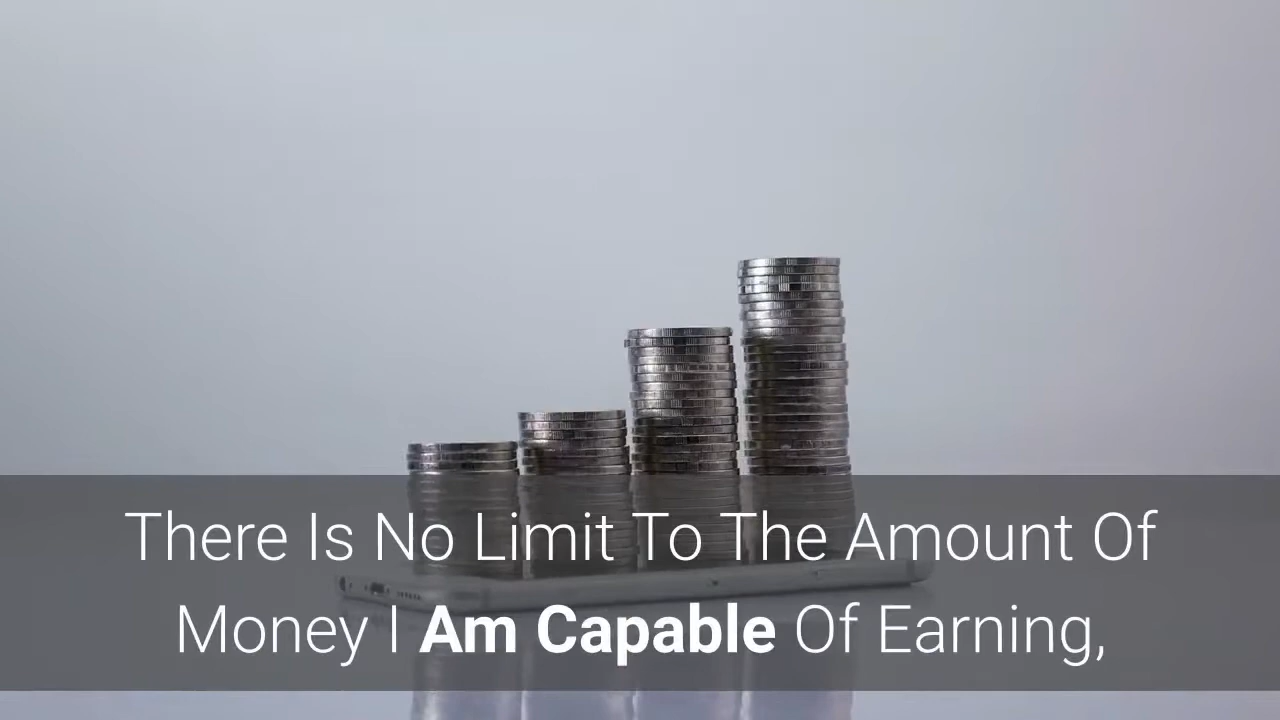 There Is No Limit To The Amount Of
Money I Am Capable Of Earning,